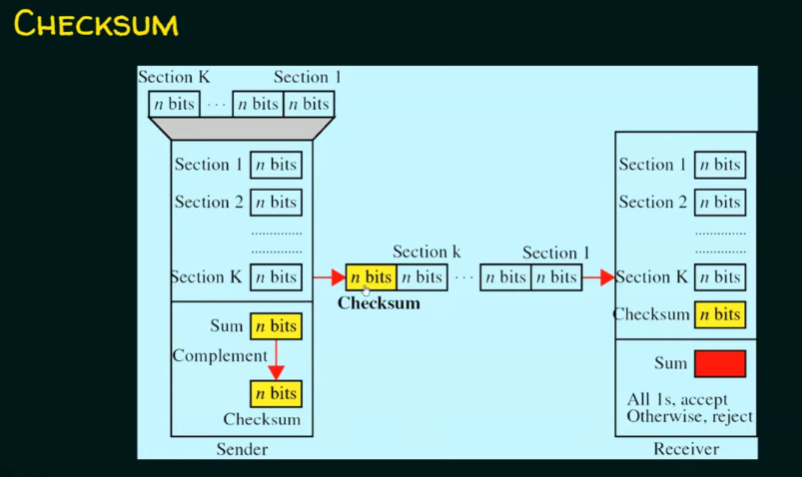 CHECKSUM
Section K Section 1
n bits ... n bits n bits
Section 1 n bits
Section 2 n bits
Section K n bits
Sum n bits
Complement
n bits
Checksum
Sender
Section k Section 1
n bits n bits ... n bits n bits
Checksum
Section 1 n bits
Section 2 n bits
Section K n bits
Checksum n bits
Sum
All 1s, accept
Otherwise, reject
Receiver